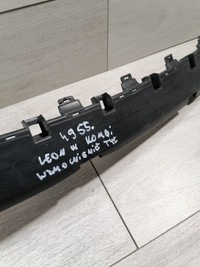 4955.
LEON IV KOMBI
WZMOCNIENIE TYŁ